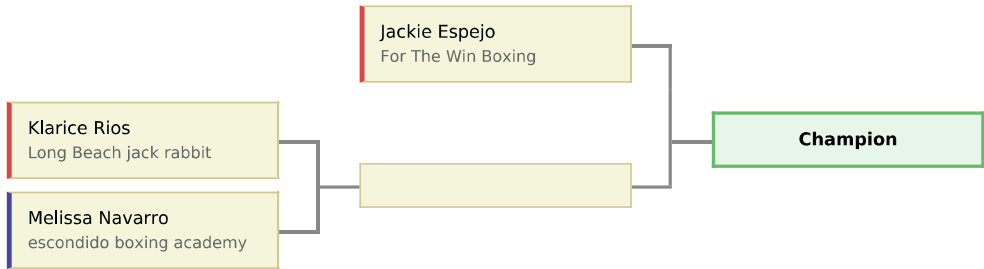 Jackie Espejo
For The Win Boxing
Klarice Rios
Long Beach jack rabbit
Champion
Melissa Navarro
escondido boxing academy